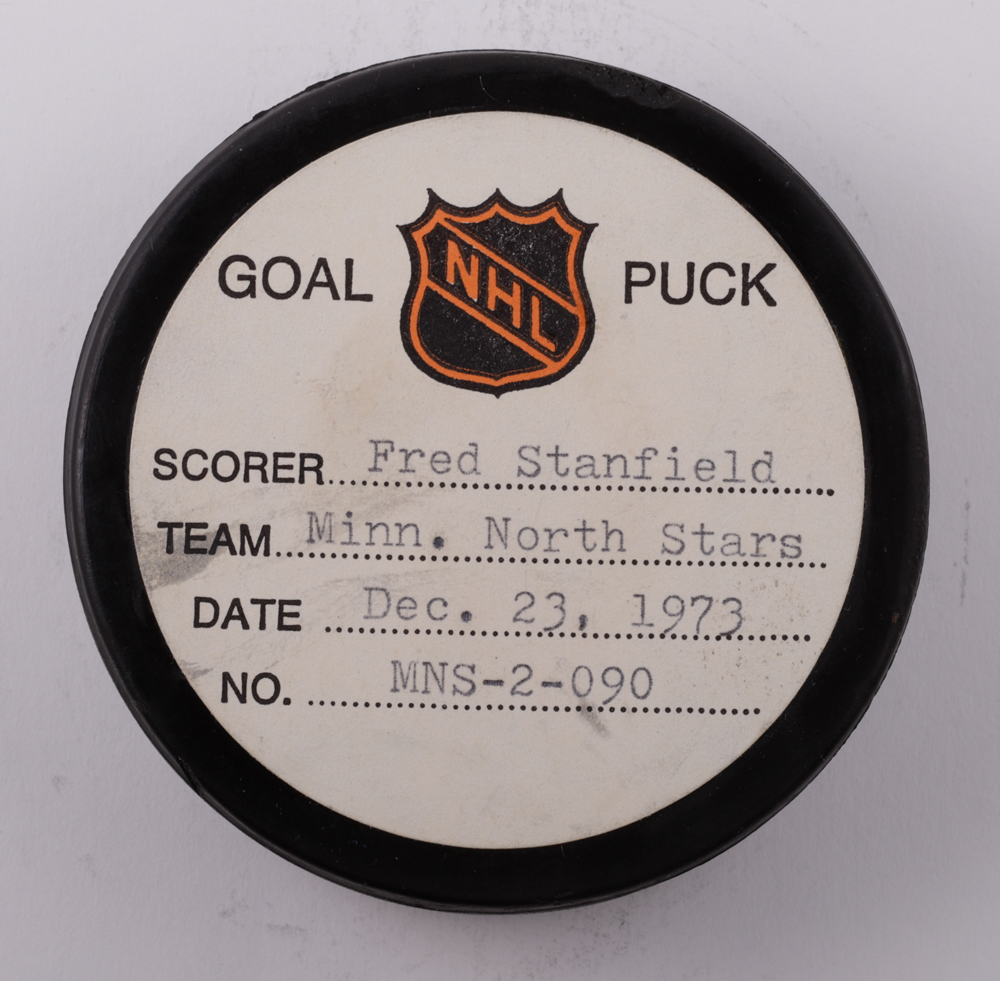 GOAL NHL PUCK
SCORER Fred Stanfield
TEAM Minn. North Stars
DATE Dec. 23, 1973
NO. MNS-2-090